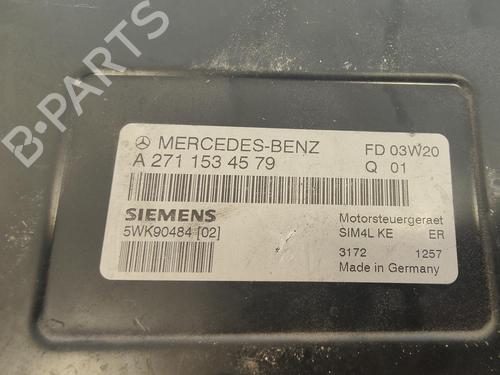 B-PARTS
MERCEDES-BENZ FD 03W20
A 271 153 45 79 Q 01
SIEMENS Motorsteuergeraet
5WK90484 [02] SIM4L KE ER
3172 1257
Made in Germany